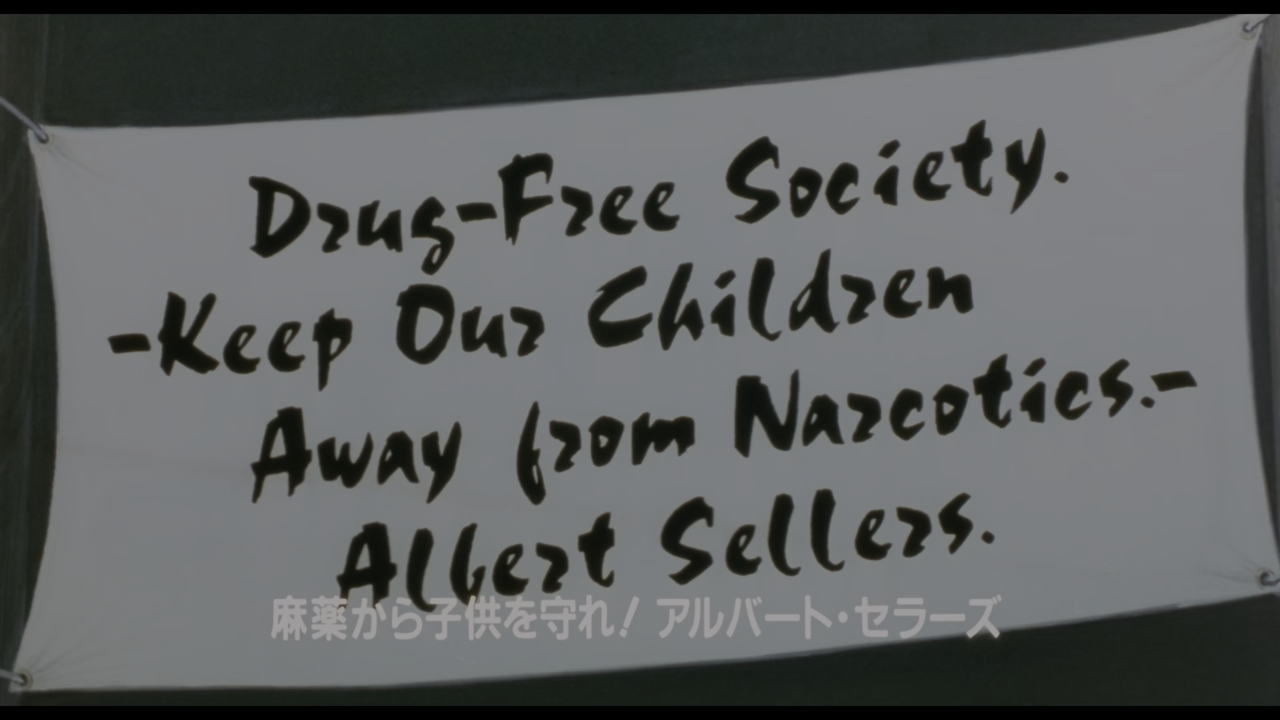 Drug-Free Society.
-Keep Our Children
Away from Narcotics.-
Albert Sellers.
麻薬から子供を守れ! アルバート・セラーズ